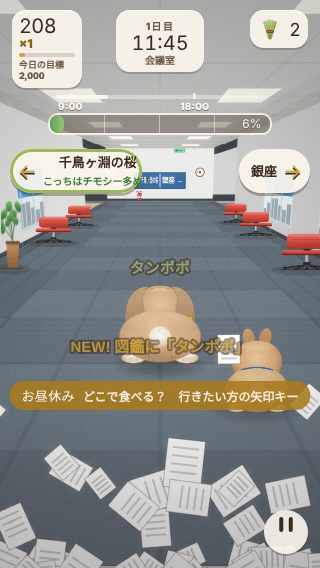 208
×1
今日の目標
2,000
1日目
11:45
会議室
2
9:00
18:00
6%
千鳥ヶ淵の桜
こっちはチモシー多め
銀座
銀座
タンポポ
NEW! 図鑑に「タンポポ」
お昼休み どこで食べる? 行きたい方の矢印キー